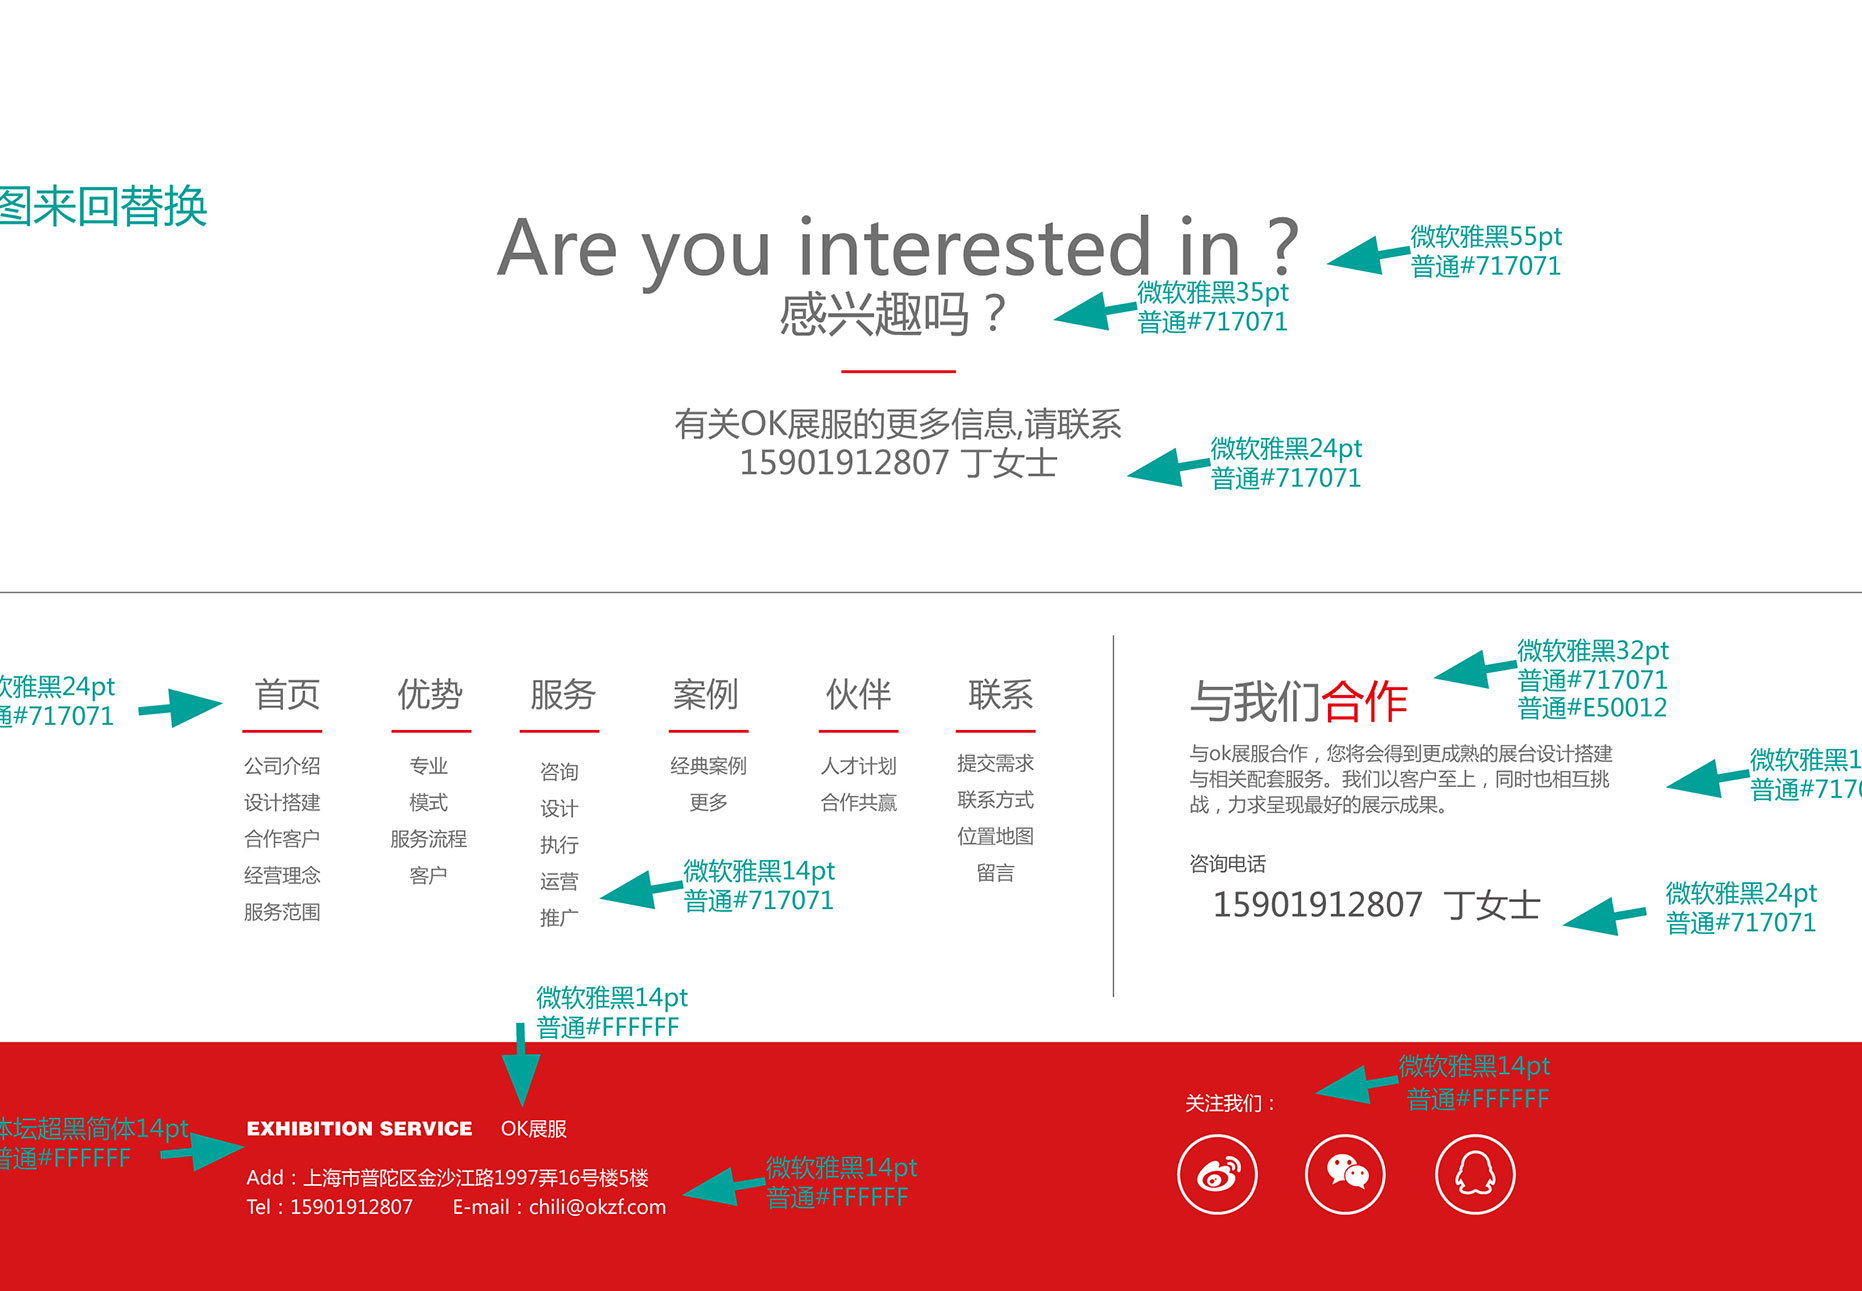 图来回替换
Are you interested in ?
微软雅黑55pt
普通#717071
感兴趣吗？
微软雅黑35pt
普通#717071
有关OK展服的更多信息,请联系
15901912807 丁女士
微软雅黑24pt
普通#717071
软雅黑24pt
通#717071
首页
公司介绍
设计搭建
合作客户
经营理念
服务范围
优势
专业
模式
服务流程
客户
服务
咨询
设计
执行
运营
推广
微软雅黑14pt
普通#717071
案例
经典案例
更多
伙伴
人才计划
合作共赢
联系
提交需求
联系方式
位置地图
留言
与我们合作
微软雅黑32pt
普通#717071
普通#E50012
与ok展服合作，您将会得到更成熟的展台设计搭建
与相关配套服务。我们以客户至上，同时也相互挑
战，力求呈现最好的展示成果。
微软雅黑1
普通#717
咨询电话
15901912807 丁女士
微软雅黑24pt
普通#717071
微软雅黑14pt
普通#FFFFFF
体坛超黑简体14pt
普通#FFFFFF
EXHIBITION SERVICE OK展服
Add：上海市普陀区金沙江路1997弄16号楼5楼
Tel：15901912807 E-mail：chili@okzf.com
微软雅黑14pt
普通#FFFFFF
关注我们：
微软雅黑14pt
普通#FFFFFF